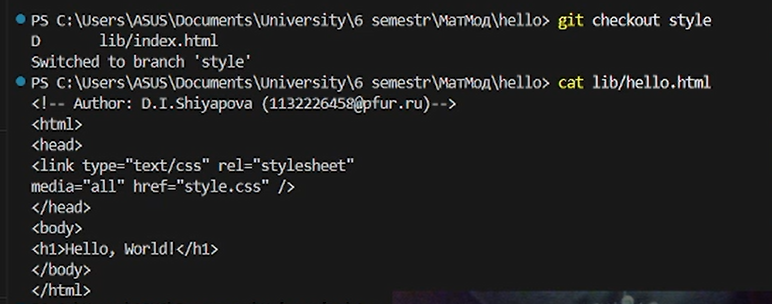 PS C:\Users\ASUS\Documents\University\6 semestr\МатМод\hello> git checkout style
D       lib/index.html
Switched to branch 'style'
PS C:\Users\ASUS\Documents\University\6 semestr\МатМод\hello> cat lib/hello.html
<!-- Author: D.I.Shiyapova (1132226458@pfur.ru)-->
<html>
<head>
<link type="text/css" rel="stylesheet"
media="all" href="style.css" />
</head>
<body>
<h1>Hello, World!</h1>
</body>
</html>